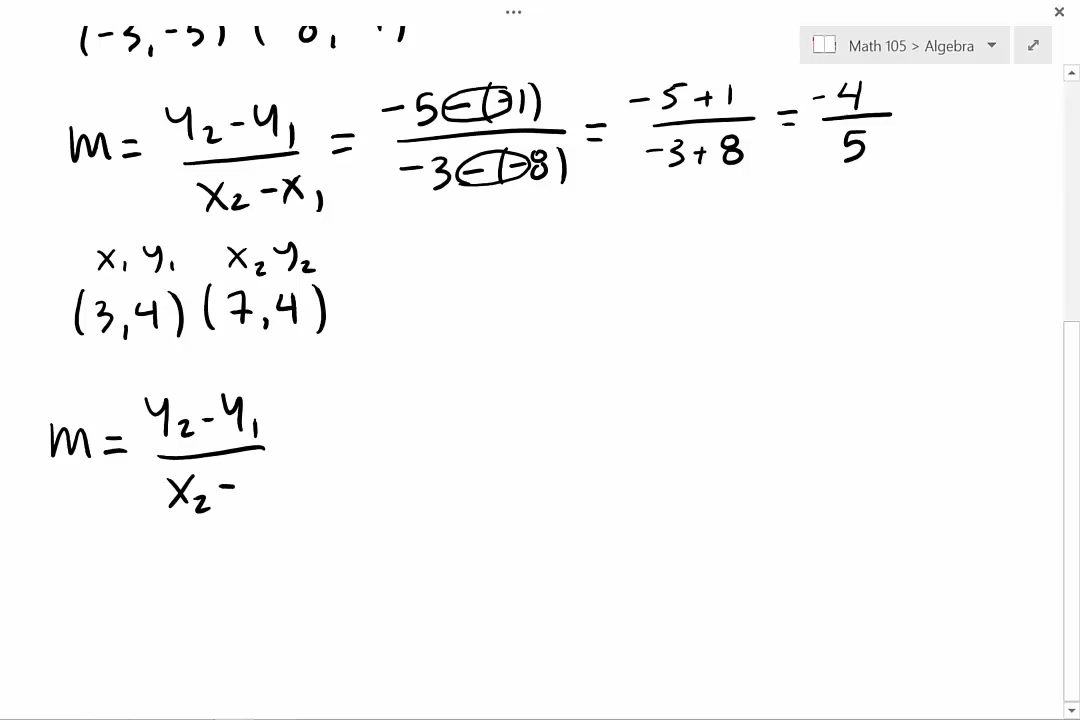 Math 105 > Algebra
m = y₂ - y₁ / x₂ - x₁ = -5 - (-1) / -3 - (-8) = -5 + 1 / -3 + 8 = -4 / 5
x₁ y₁ x₂ y₂
(3,4) (7,4)
m = y₂ - y₁ / x₂ -